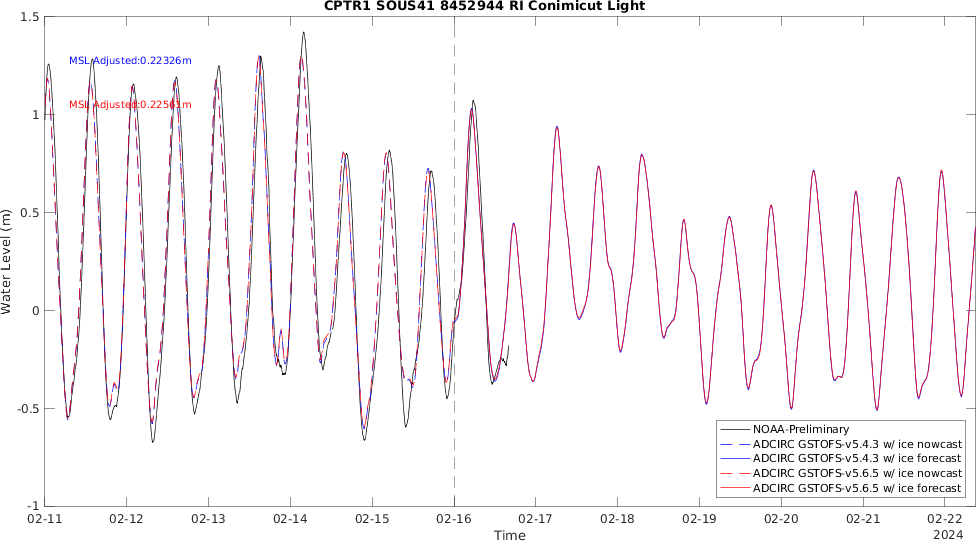 CPTR1 SOUS41 8452944 RI Conimicut Light
1.5
MSL Adjusted:0.22326m
MSL Adjusted:0.22561m
1
0.5
0
-0.5
-1
Water Level (m)
NOAA-Preliminary
ADCIRC GSTOFS-v5.4.3 w/ ice nowcast
ADCIRC GSTOFS-v5.4.3 w/ ice forecast
ADCIRC GSTOFS-v5.6.5 w/ ice nowcast
ADCIRC GSTOFS-v5.6.5 w/ ice forecast
02-11 02-12 02-13 02-14 02-15 02-16 02-17 02-18 02-19 02-20 02-21 02-22
Time
2024